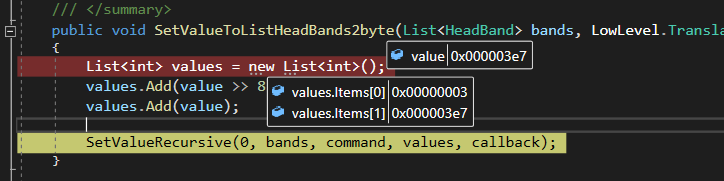 /// </summary>
public void SetValueToListHeadBands2byte(List<HeadBand> bands, LowLevel.Transla
{
value 0x000003e7
List<int> values = new List<int>();
values.Add(value >> 8
values.Items[0] 0x00000003
values.Add(value);
values.Items[1] 0x000003e7
SetValueRecursive(0, bands, command, values, callback);
}